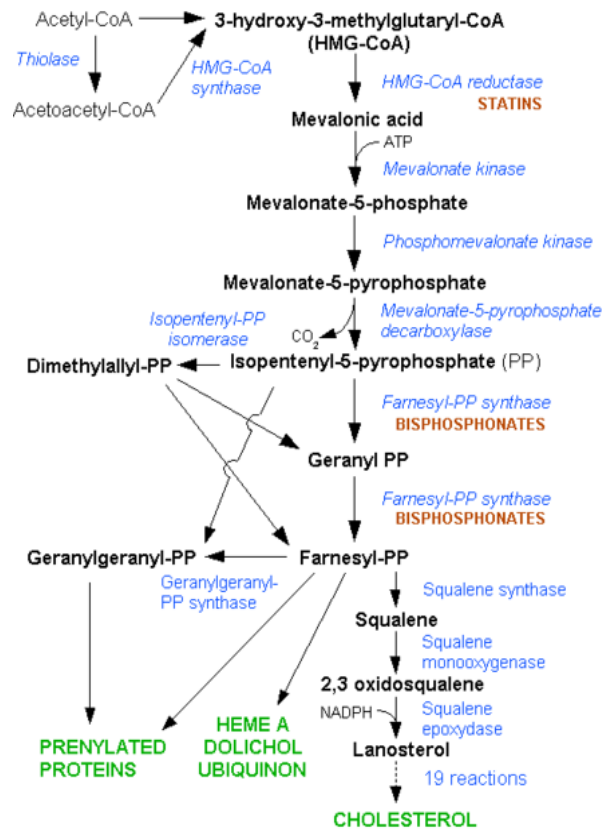 Acetyl-CoA
3-hydroxy-3-methylglutaryl-CoA
(HMG-CoA)
Thiolase
HMG-CoA
synthase
Acetoacetyl-CoA
HMG-CoA reductase
STATINS
Mevalonic acid
ATP
Mevalonate kinase
Mevalonate-5-phosphate
Phosphomevalonate kinase
Mevalonate-5-pyrophosphate
Isopentenyl-PP
isomerase
CO2
Mevalonate-5-pyrophosphate
decarboxylase
Dimethylallyl-PP
Isopentenyl-5-pyrophosphate (PP)
Farnesyl-PP synthase
BISPHOSPHONATES
Geranyl PP
Farnesyl-PP synthase
BISPHOSPHONATES
Geranylgeranyl-PP
Farnesyl-PP
Geranylgeranyl-
PP synthase
Squalene synthase
Squalene
Squalene
monooxygenase
2,3 oxidosqualene
NADPH
Squalene
epoxydase
Lanosterol
PRENYLATED
PROTEINS
HEME A
DOLICHOL
UBIQUINON
19 reactions
CHOLESTEROL